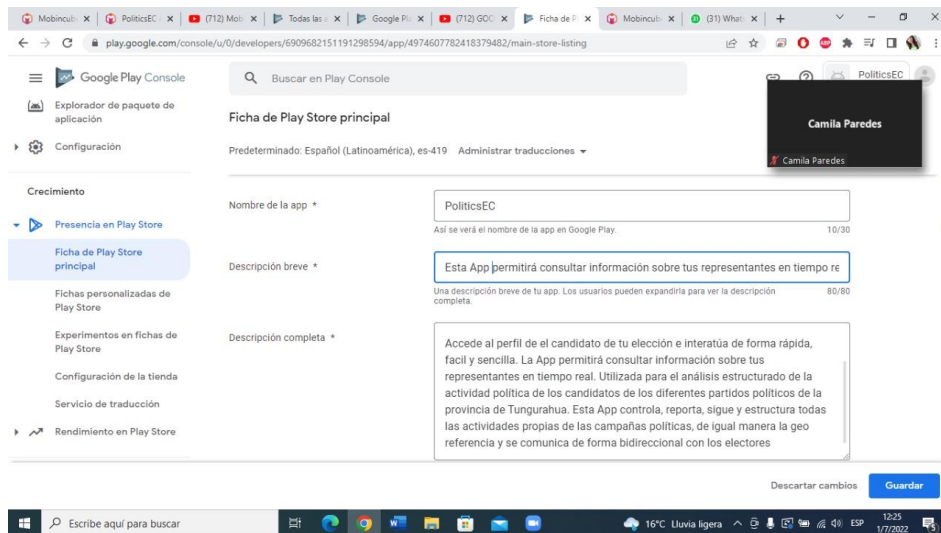 Mobincub
PoliticsEC
(712) Mob
Todas las a
Google Pla
(712) GOO
Ficha de P
Mobincub
(31) What
play.google.com/console/u/0/developers/6909682151191298594/app/4974607782418379482/main-store-listing
Google Play Console
Buscar en Play Console
PoliticsEC
Explorador de paquete de
aplicación
Configuración
Crecimiento
Presencia en Play Store
Ficha de Play Store
principal
Fichas personalizadas de
Play Store
Experimentos en fichas de
Play Store
Configuración de la tienda
Servicio de traducción
Rendimiento en Play Store
Ficha de Play Store principal
Predeterminado: Español (Latinoamérica), es-419 Administrar traducciones
Camila Paredes
Camila Paredes
Nombre de la app *
PoliticsEC
Así se verá el nombre de la app en Google Play.
10/30
Descripción breve *
Esta App permitirá consultar información sobre tus representantes en tiempo re
Una descripción breve de tu app. Los usuarios pueden expandirla para ver la descripción
completa.
80/80
Descripción completa *
Accede al perfil de el candidato de tu elección e interatúa de forma rápida,
facil y sencilla. La App permitirá consultar información sobre tus
representantes en tiempo real. Utilizada para el análisis estructurado de la
actividad política de los candidatos de los diferentes partidos políticos de la
provincia de Tungurahua. Esta App controla, reporta, sigue y estructura todas
las actividades propias de las campañas políticas, de igual manera la geo
referencia y se comunica de forma bidireccional con los electores
Descartar cambios
Guardar
Escribe aquí para buscar
16°C Lluvia ligera
ESP
12:25
1/7/2022